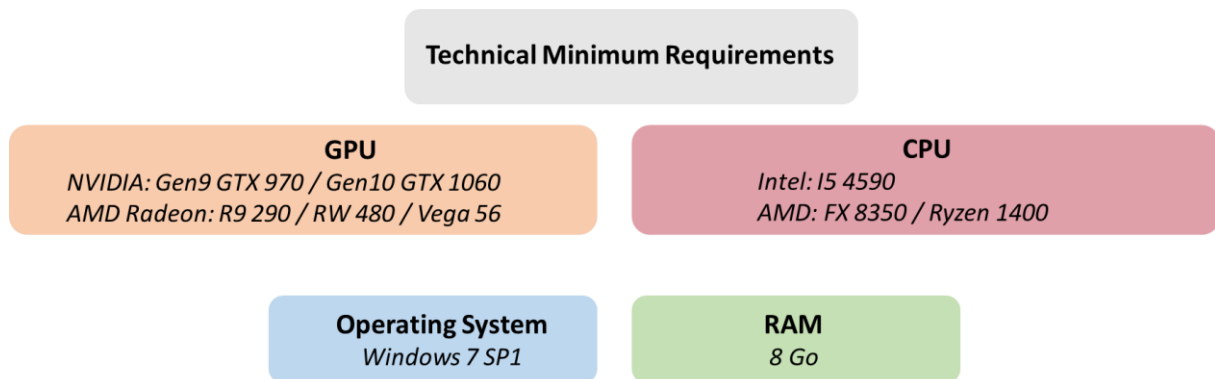 Technical Minimum Requirements
GPU
NVIDIA: Gen9 GTX 970 / Gen10 GTX 1060
AMD Radeon: R9 290 / RW 480 / Vega 56
CPU
Intel: I5 4590
AMD: FX 8350 / Ryzen 1400
Operating System
Windows 7 SP1
RAM
8 Go